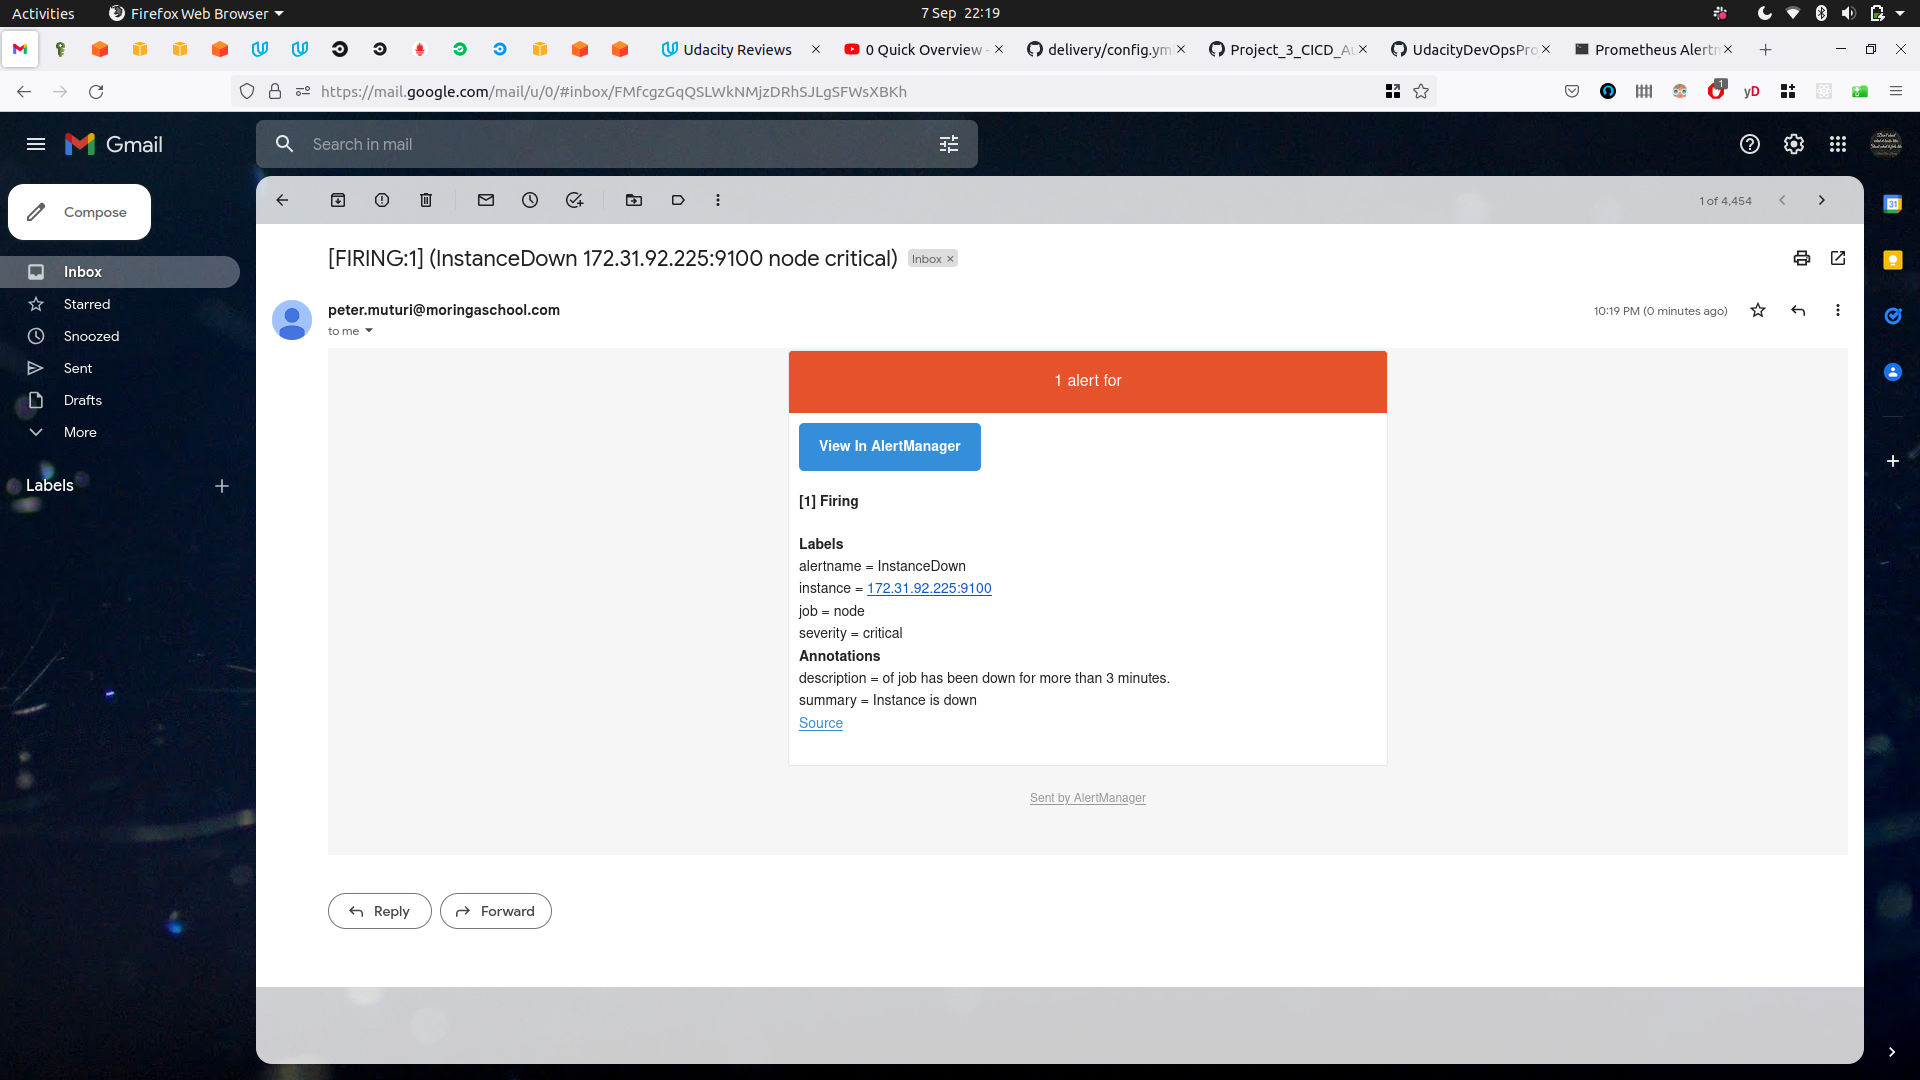 Activities
Firefox Web Browser
7 Sep 22:19
Udacity Reviews
0 Quick Overview -
delivery/config.ym
Project_3_CICD_Au
UdacityDevOpsPro
Prometheus Alertm
https://mail.google.com/mail/u/0/#inbox/FMfcgzGqQSLWkNMjzDRhSJLgSFWsXBKh
1
yD
Gmail
Search in mail
Compose
1 of 4,454
31
Inbox
Starred
Snoozed
Sent
Drafts
More
Labels
[FIRING:1] (InstanceDown 172.31.92.225:9100 node critical)
Inbox ×
peter.muturi@moringaschool.com
10:19 PM (0 minutes ago)
to me
1 alert for
View In AlertManager
[1] Firing
Labels
alertname = InstanceDown
instance = 172.31.92.225:9100
job = node
severity = critical
Annotations
description = of job has been down for more than 3 minutes.
summary = Instance is down
Source
Sent by AlertManager
Reply
Forward